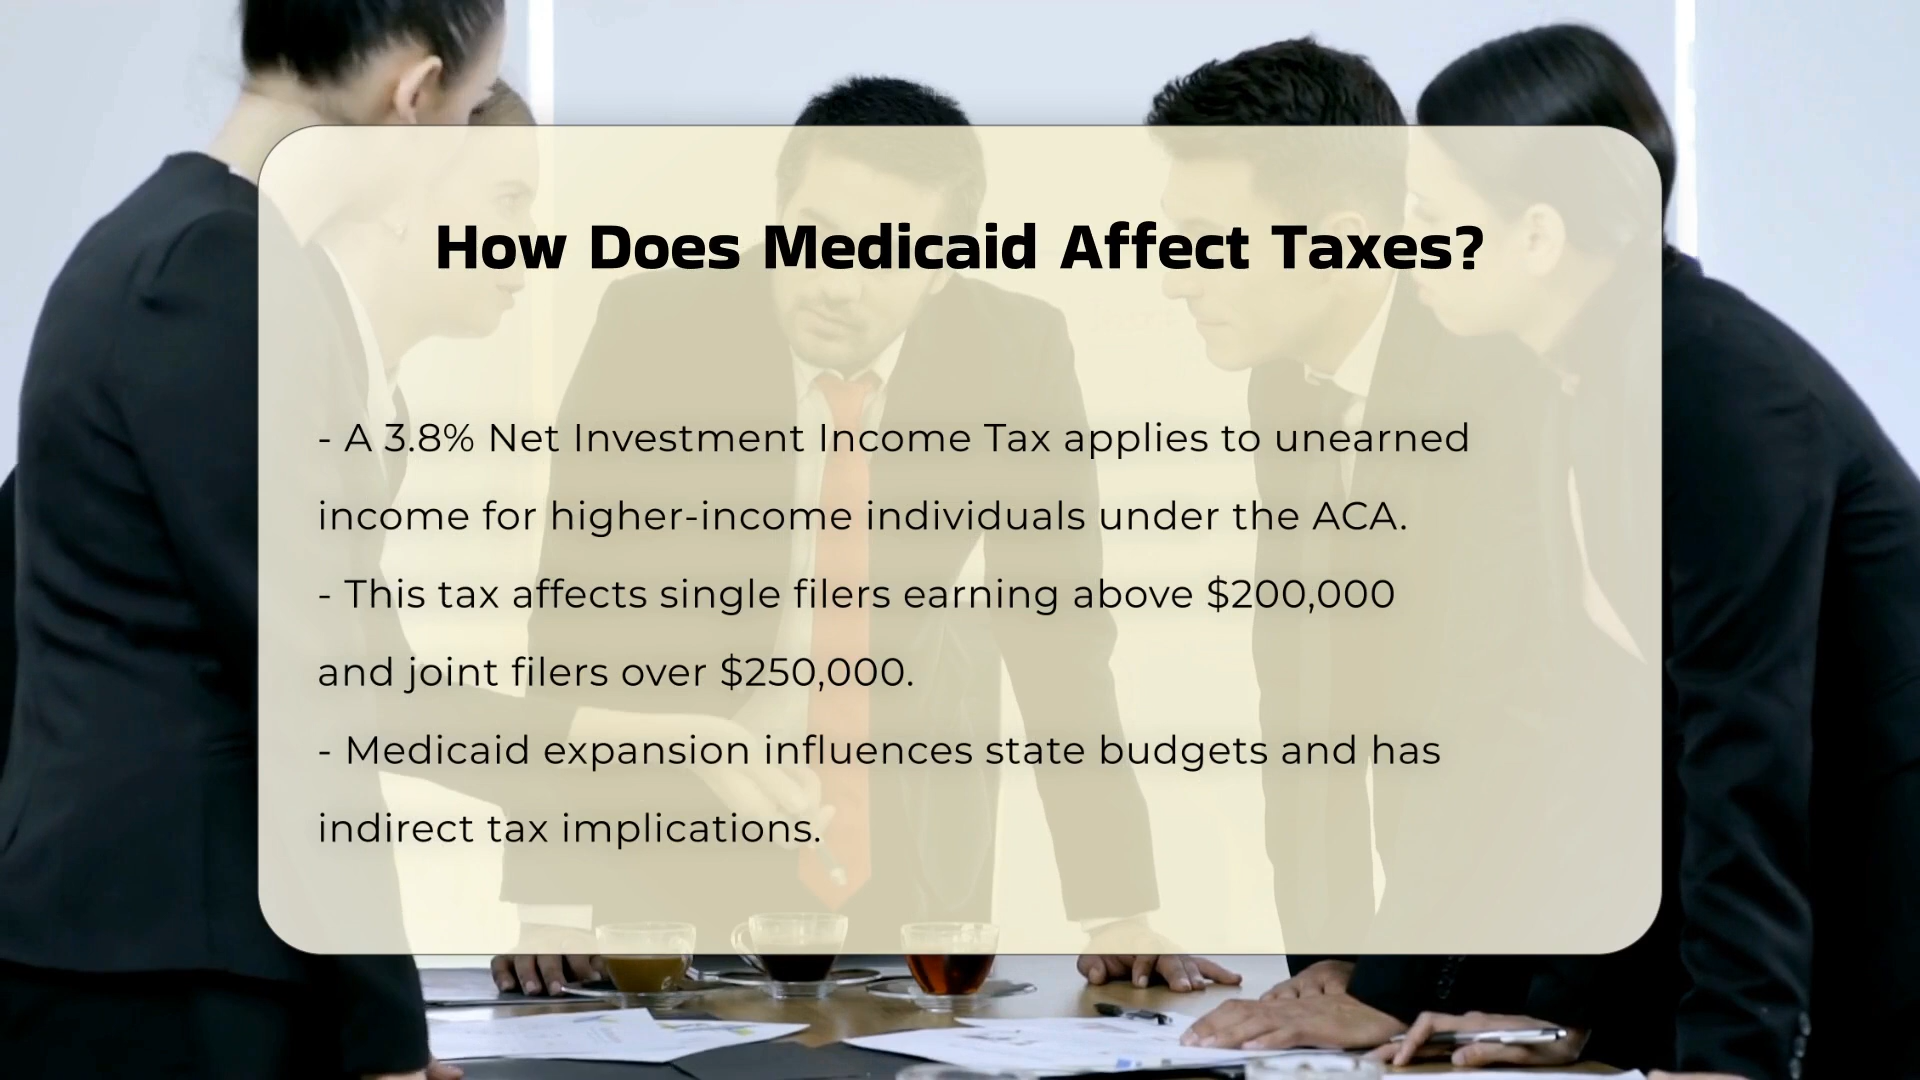 How Does Medicaid Affect Taxes?
- A 3.8% Net Investment Income Tax applies to unearned
income for higher-income individuals under the ACA.
- This tax affects single filers earning above $200,000
and joint filers over $250,000.
- Medicaid expansion influences state budgets and has
indirect tax implications.